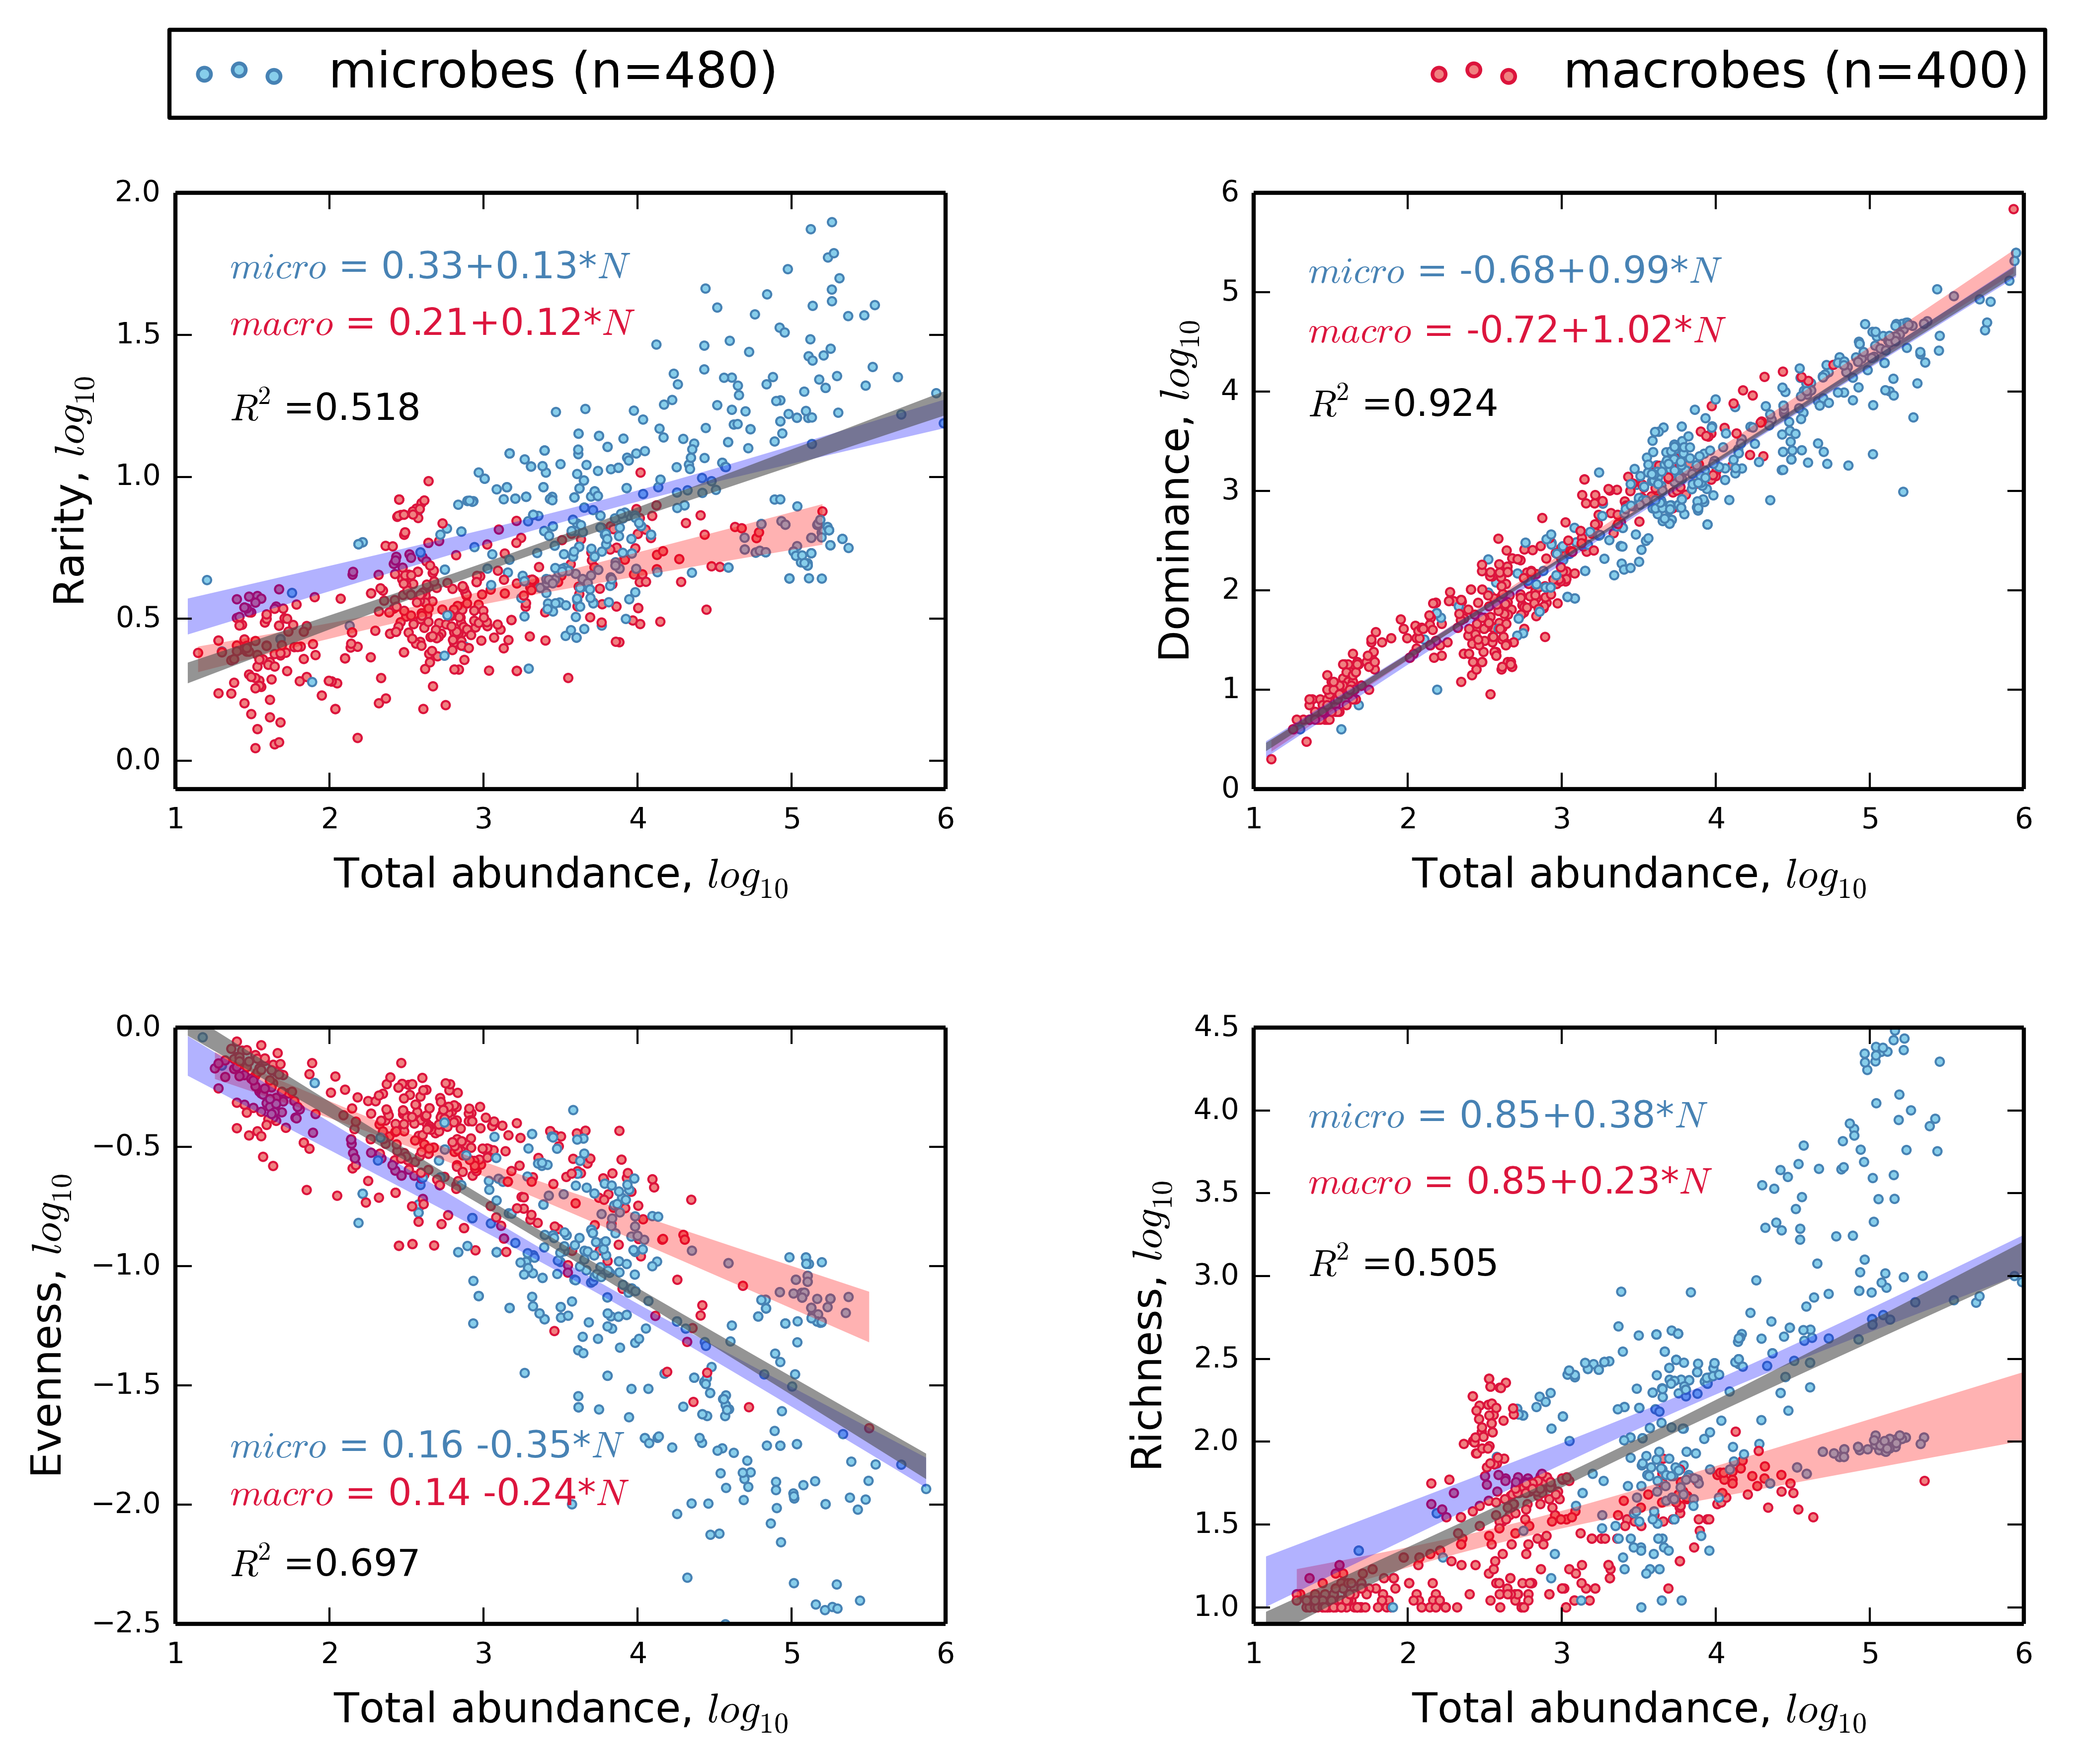 microbes (n=480) macrobes (n=400)
2.0
1.5
1.0
0.5
0.0
Rarity, log10
micro = 0.33+0.13*N
macro = 0.21+0.12*N
R² =0.518
1 2 3 4 5 6
Total abundance, log10
6
5
4
3
2
1
0
Dominance, log10
micro = -0.68+0.99*N
macro = -0.72+1.02*N
R² =0.924
1 2 3 4 5 6
Total abundance, log10
0.0
−0.5
−1.0
−1.5
−2.0
−2.5
Evenness, log10
micro = 0.16 -0.35*N
macro = 0.14 -0.24*N
R² =0.697
1 2 3 4 5 6
Total abundance, log10
4.5
4.0
3.5
3.0
2.5
2.0
1.5
1.0
Richness, log10
micro = 0.85+0.38*N
macro = 0.85+0.23*N
R² =0.505
1 2 3 4 5 6
Total abundance, log10